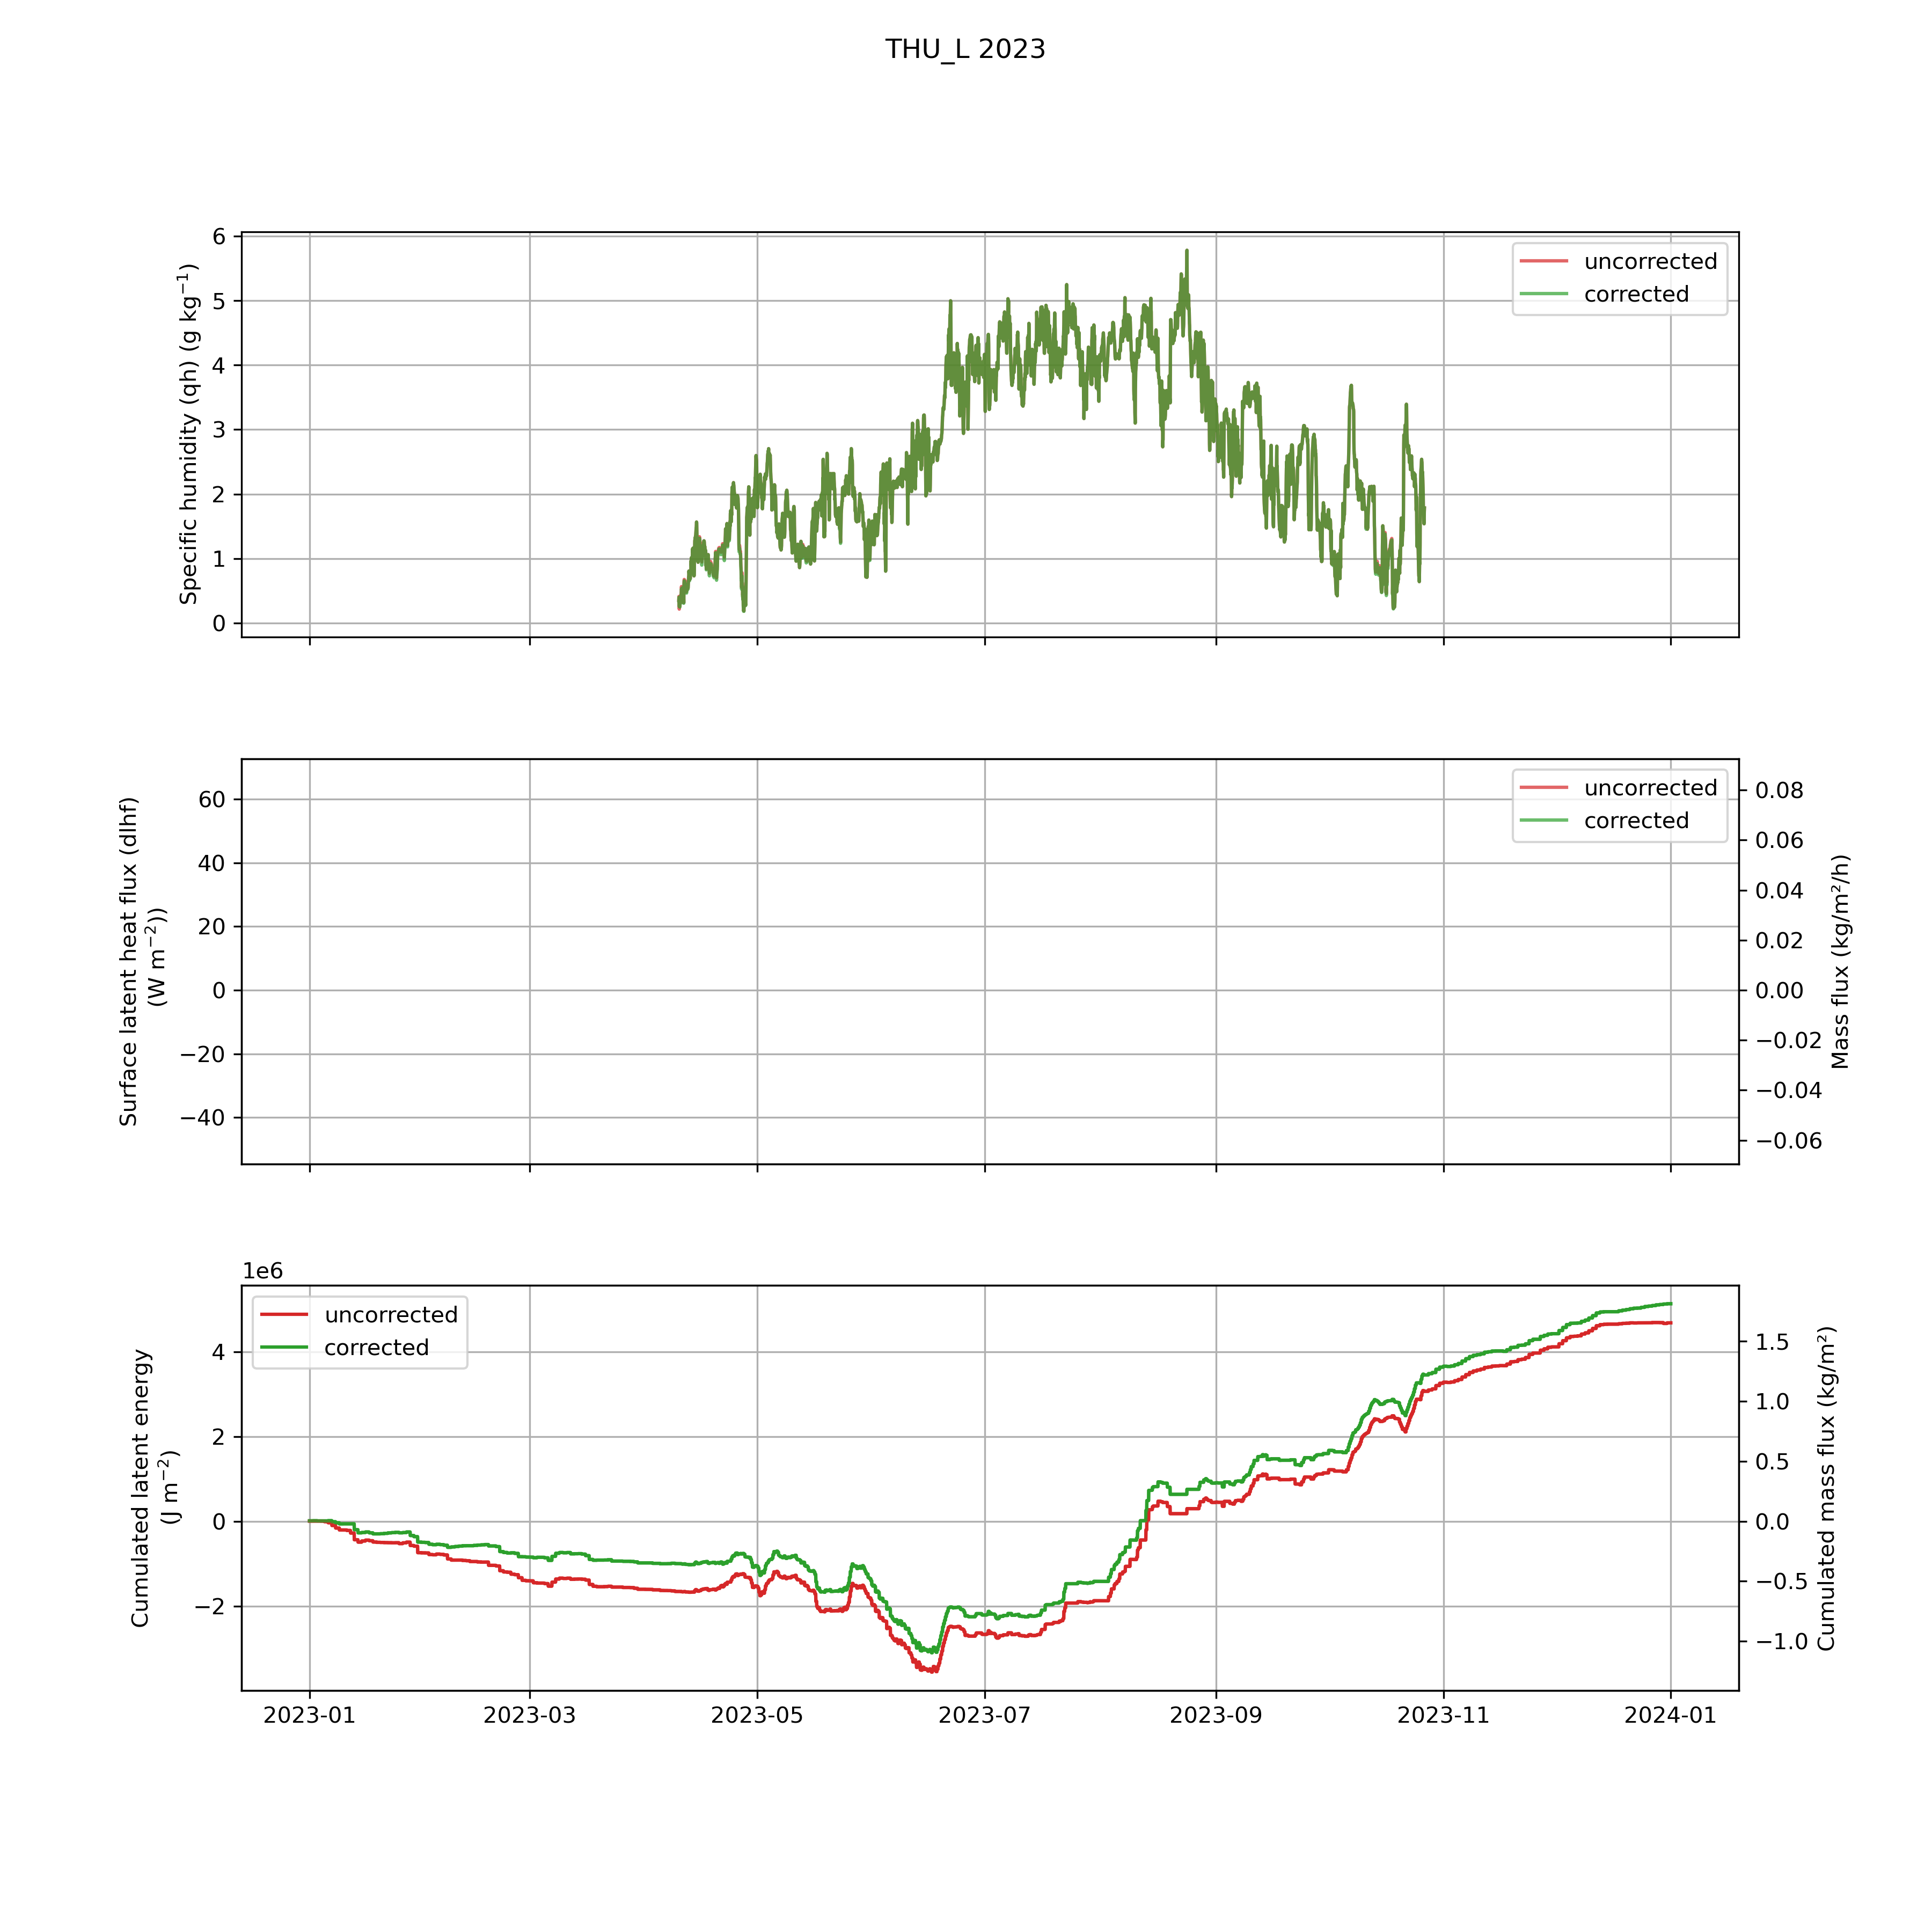 THU_L 2023
Specific humidity (qh) (g kg⁻¹)
6
5
4
3
2
1
0
uncorrected
corrected
Surface latent heat flux (dlhf)
(W m⁻²))
60
40
20
0
−20
−40
uncorrected
corrected
0.08
0.06
0.04
0.02
0.00
−0.02
−0.04
−0.06
Mass flux (kg/m²/h)
1e6
Cumulated latent energy
(J m⁻²)
4
2
0
−2
uncorrected
corrected
1.5
1.0
0.5
0.0
−0.5
−1.0
Cumulated mass flux (kg/m²)
2023-01 2023-03 2023-05 2023-07 2023-09 2023-11 2024-01